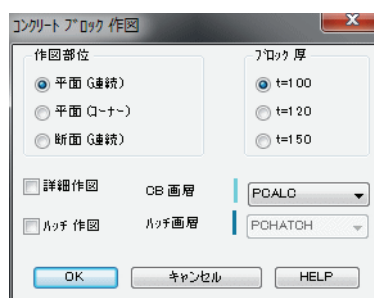 コンクリート ブロック 作図
作図部位
ブロック 厚
平面 (連続)
t=100
平面 (コーナー)
t=120
断面 (連続)
t=150
詳細作図
CB 画層
PCALC
ハッチ 作図
ハッチ画層
PCHATCH
OK
キャンセル
HELP